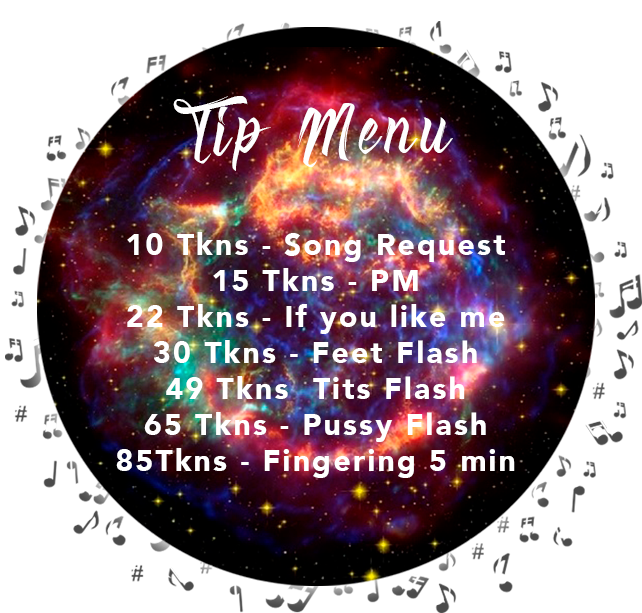 Tip Menu
10 Tkns - Song Request
15 Tkns - PM
22 Tkns - If you like me
30 Tkns - Feet Flash
49 Tkns  Tits Flash
65 Tkns - Pussy Flash
85Tkns - Fingering 5 min